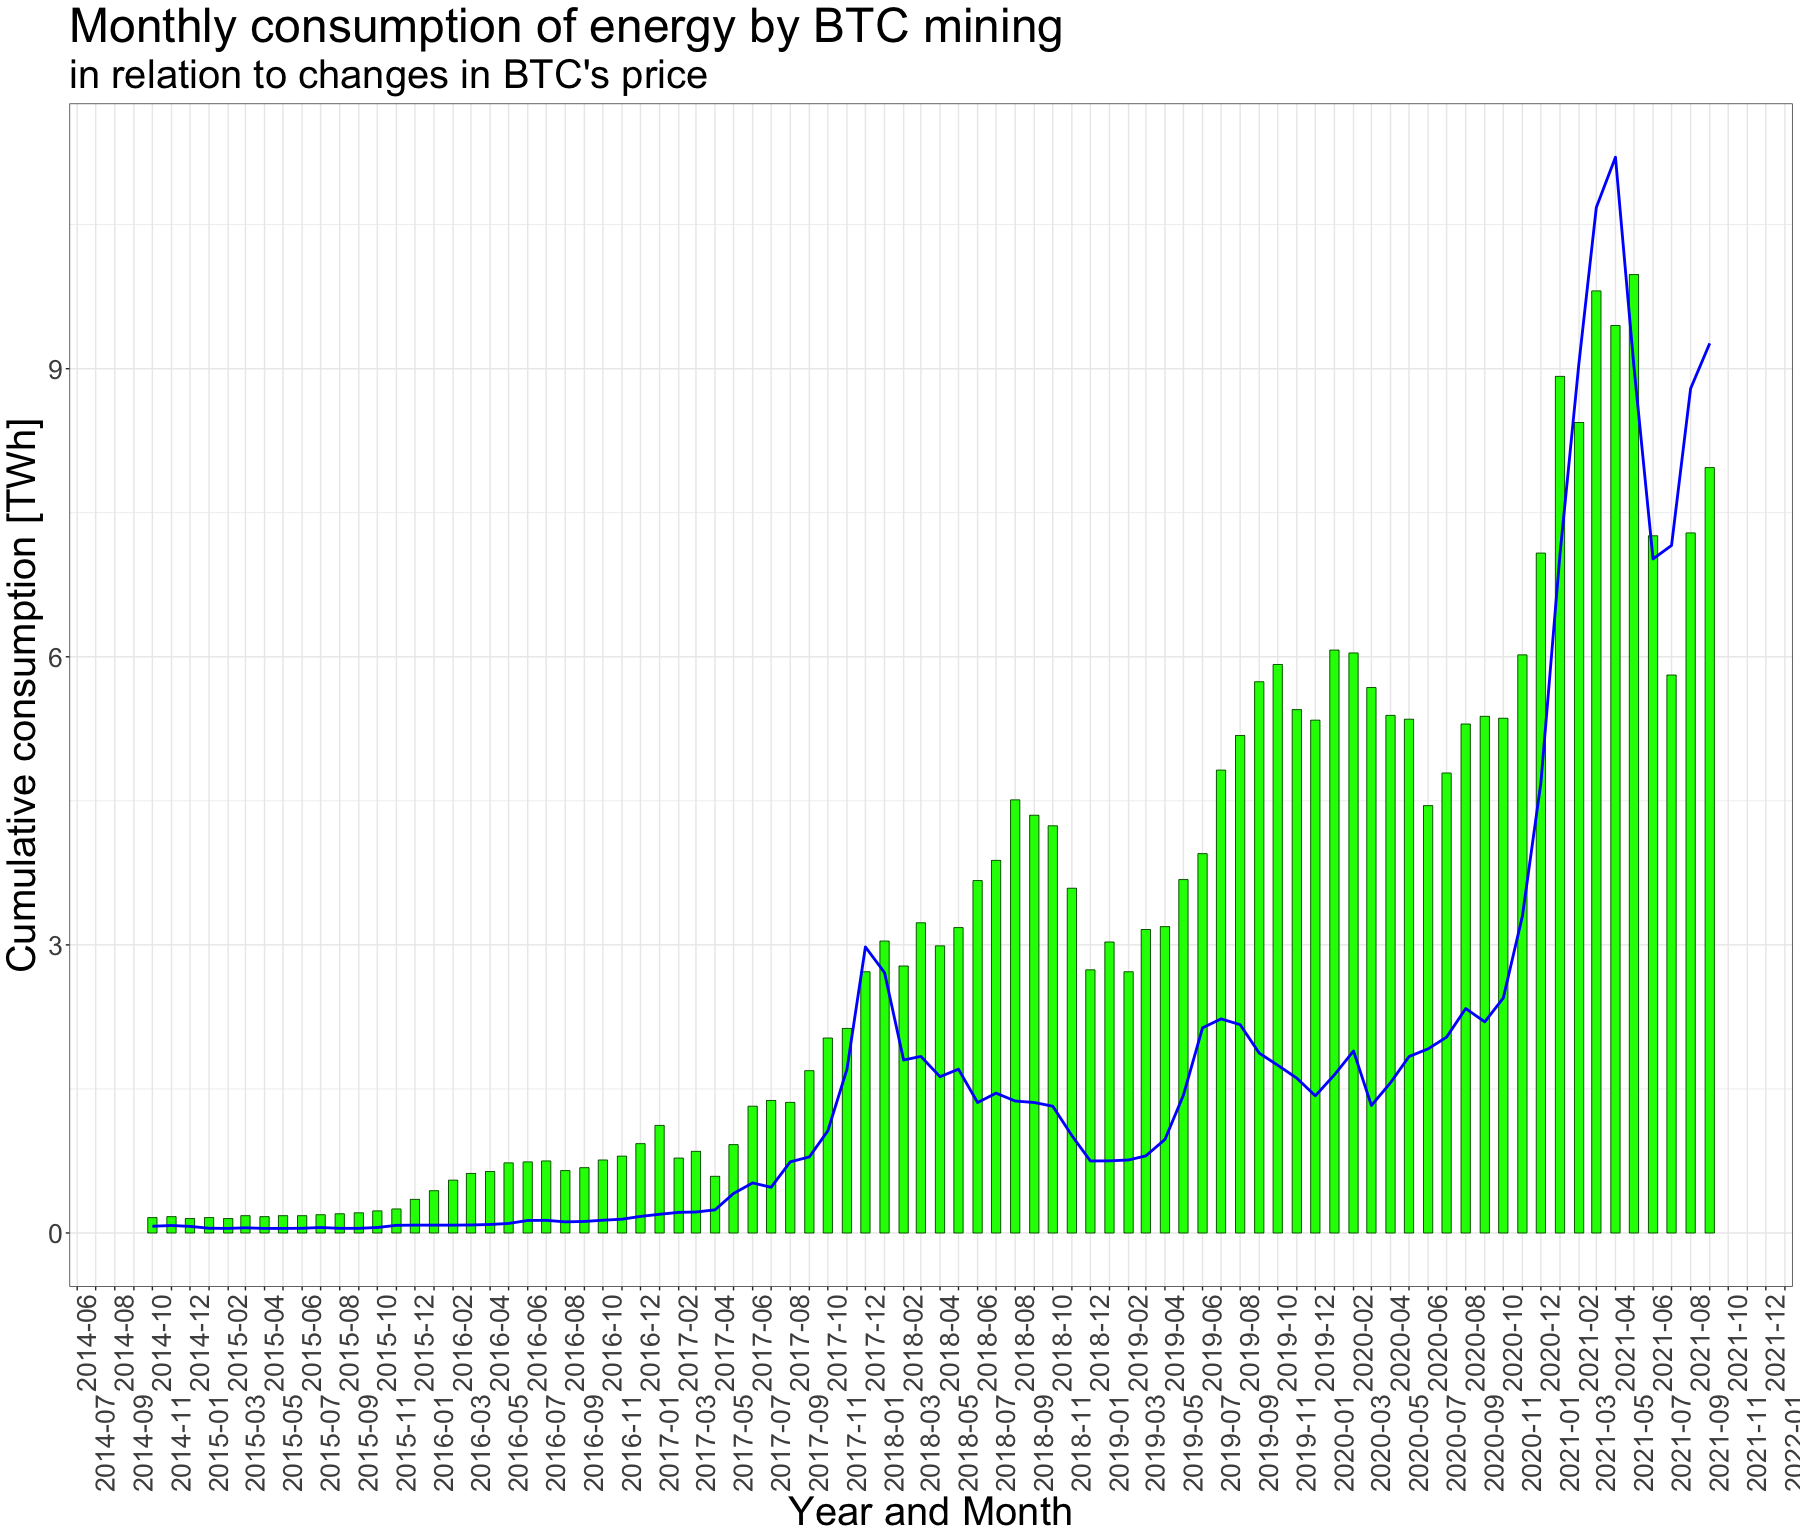 Monthly consumption of energy by BTC mining
in relation to changes in BTC's price
Cumulative consumption [TWh]
9
6
3
0
2014-06 2014-08 2014-10 2014-12 2015-02 2015-04 2015-06 2015-08 2015-10 2015-12 2016-02 2016-04 2016-06 2016-08 2016-10 2016-12 2017-02 2017-04 2017-06 2017-08 2017-10 2017-12 2018-02 2018-04 2018-06 2018-08 2018-10 2018-12 2019-02 2019-04 2019-06 2019-08 2019-10 2019-12 2020-02 2020-04 2020-06 2020-08 2020-10 2020-12 2021-02 2021-04 2021-06 2021-08 2021-10 2021-12
2014-07 2014-09 2014-11 2015-01 2015-03 2015-05 2015-07 2015-09 2015-11 2016-01 2016-03 2016-05 2016-07 2016-09 2016-11 2017-01 2017-03 2017-05 2017-07 2017-09 2017-11 2018-01 2018-03 2018-05 2018-07 2018-09 2018-11 2019-01 2019-03 2019-05 2019-07 2019-09 2019-11 2020-01 2020-03 2020-05 2020-07 2020-09 2020-11 2021-01 2021-03 2021-05 2021-07 2021-09 2021-11 2022-01
Year and Month